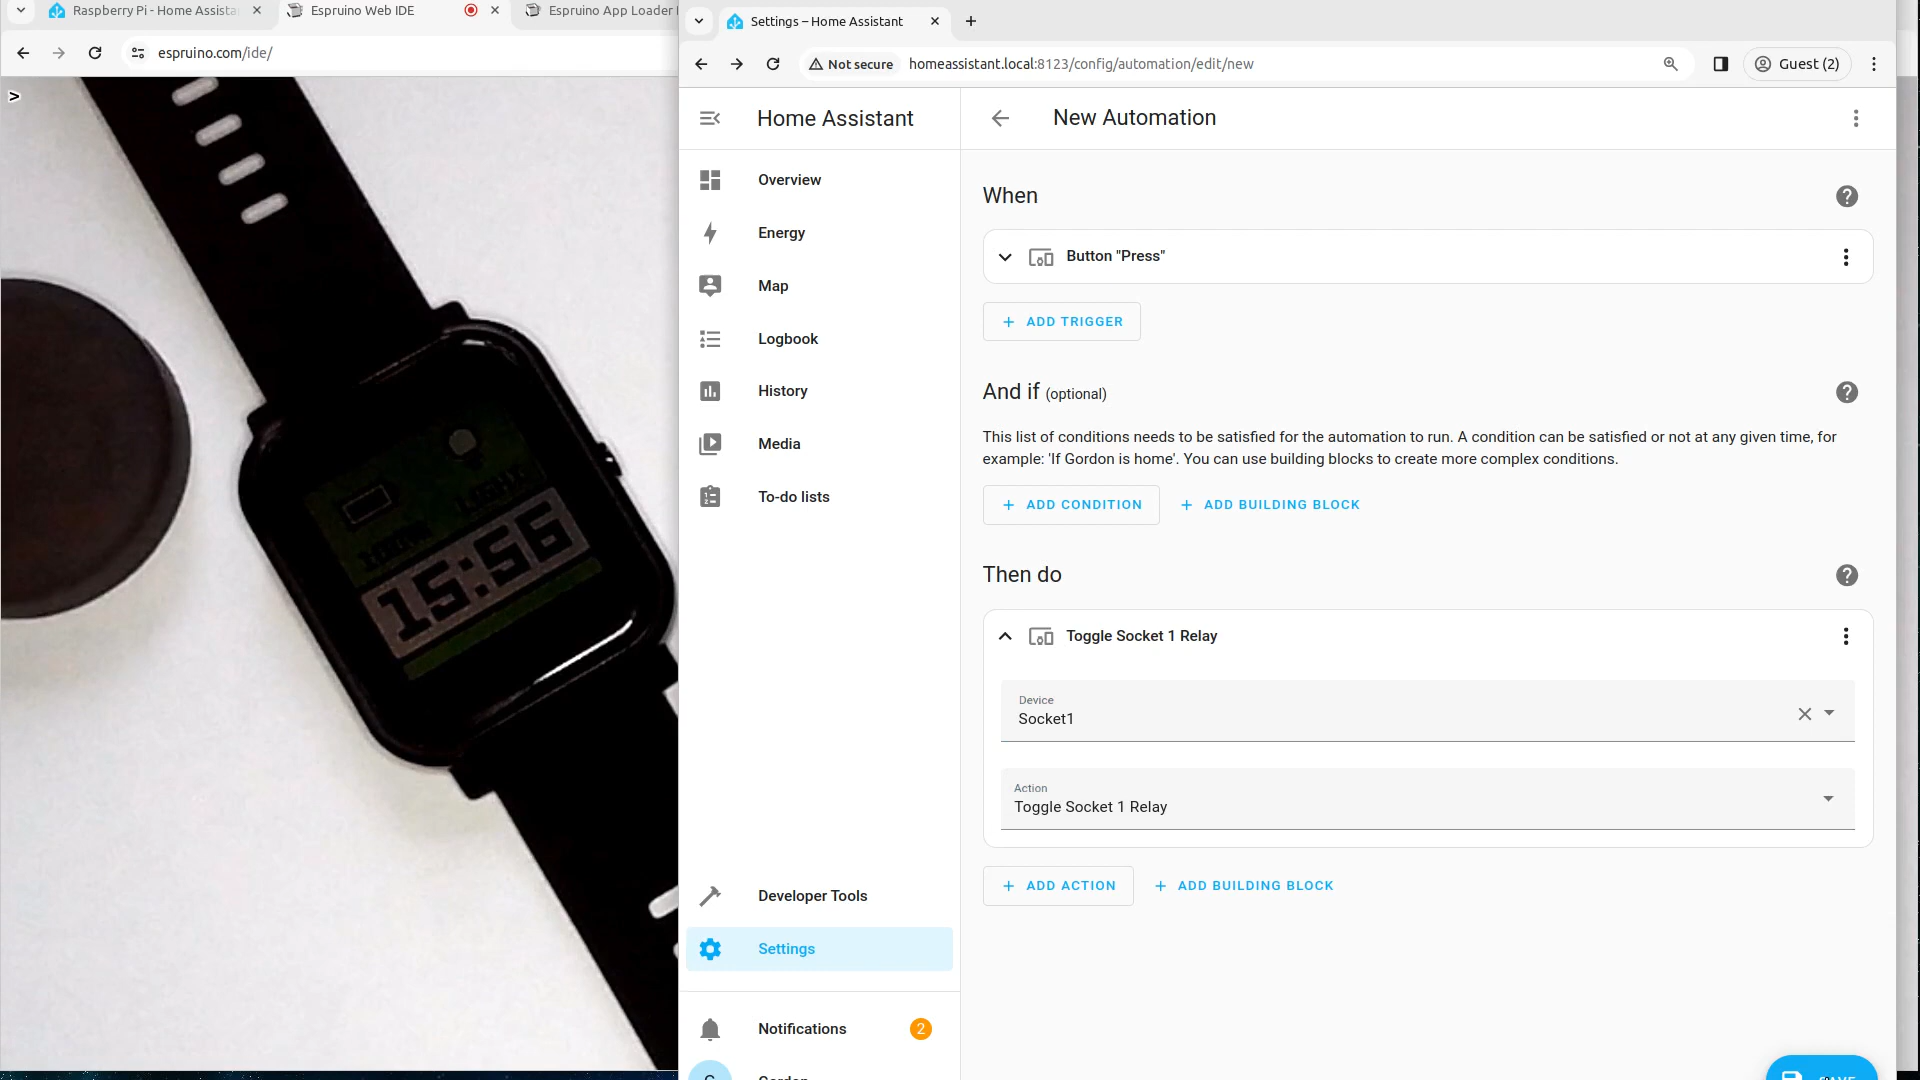 Raspberry Pi - Home Assista
Espruino Web IDE
Espruino App Loader
espruino.com/ide/
>
15:56
Settings – Home Assistant
Not secure
homeassistant.local:8123/config/automation/edit/new
Guest (2)
Home Assistant
Overview
Energy
Map
Logbook
History
Media
To-do lists
Developer Tools
Settings
Notifications
2
New Automation
When
Button "Press"
+ ADD TRIGGER
And if (optional)
This list of conditions needs to be satisfied for the automation to run. A condition can be satisfied or not at any given time, for
example: 'If Gordon is home'. You can use building blocks to create more complex conditions.
+ ADD CONDITION
+ ADD BUILDING BLOCK
Then do
Toggle Socket 1 Relay
Device
Socket1
Action
Toggle Socket 1 Relay
+ ADD ACTION
+ ADD BUILDING BLOCK